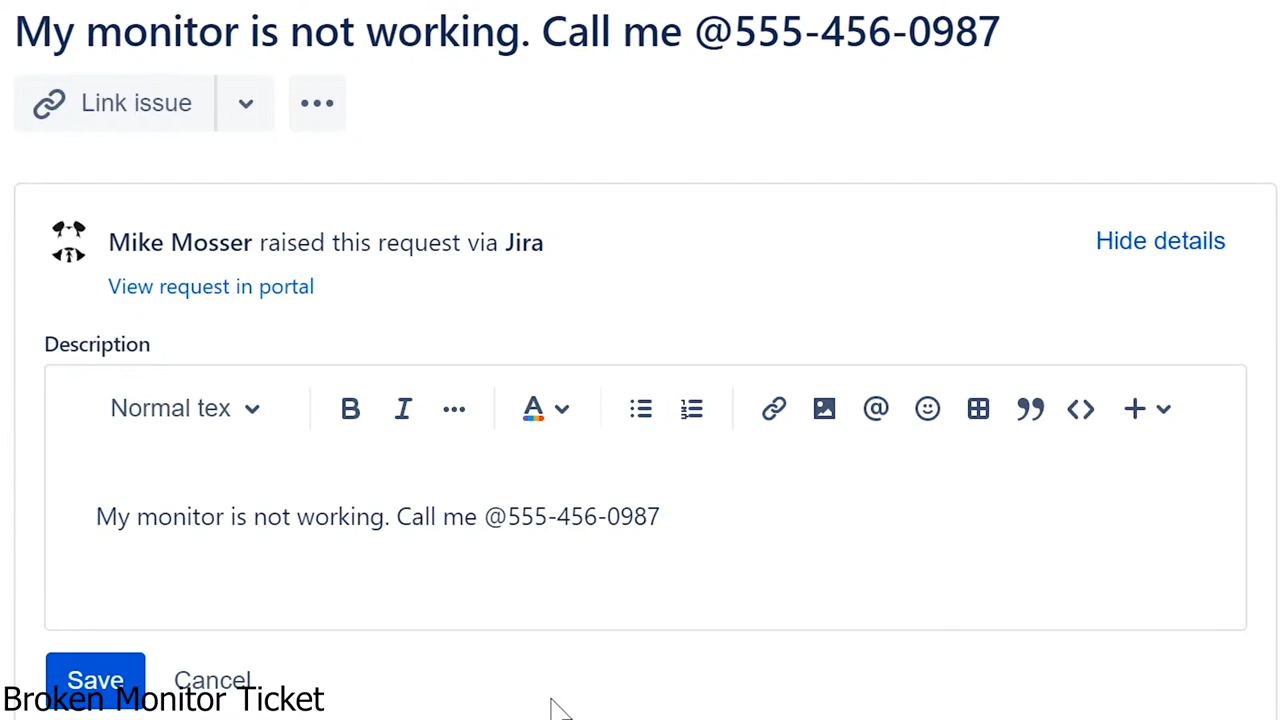 My monitor is not working. Call me @555-456-0987
Link issue
Mike Mosser raised this request via Jira
Hide details
View request in portal
Description
Normal tex
My monitor is not working. Call me @555-456-0987
Save Cancel
Broken Monitor Ticket